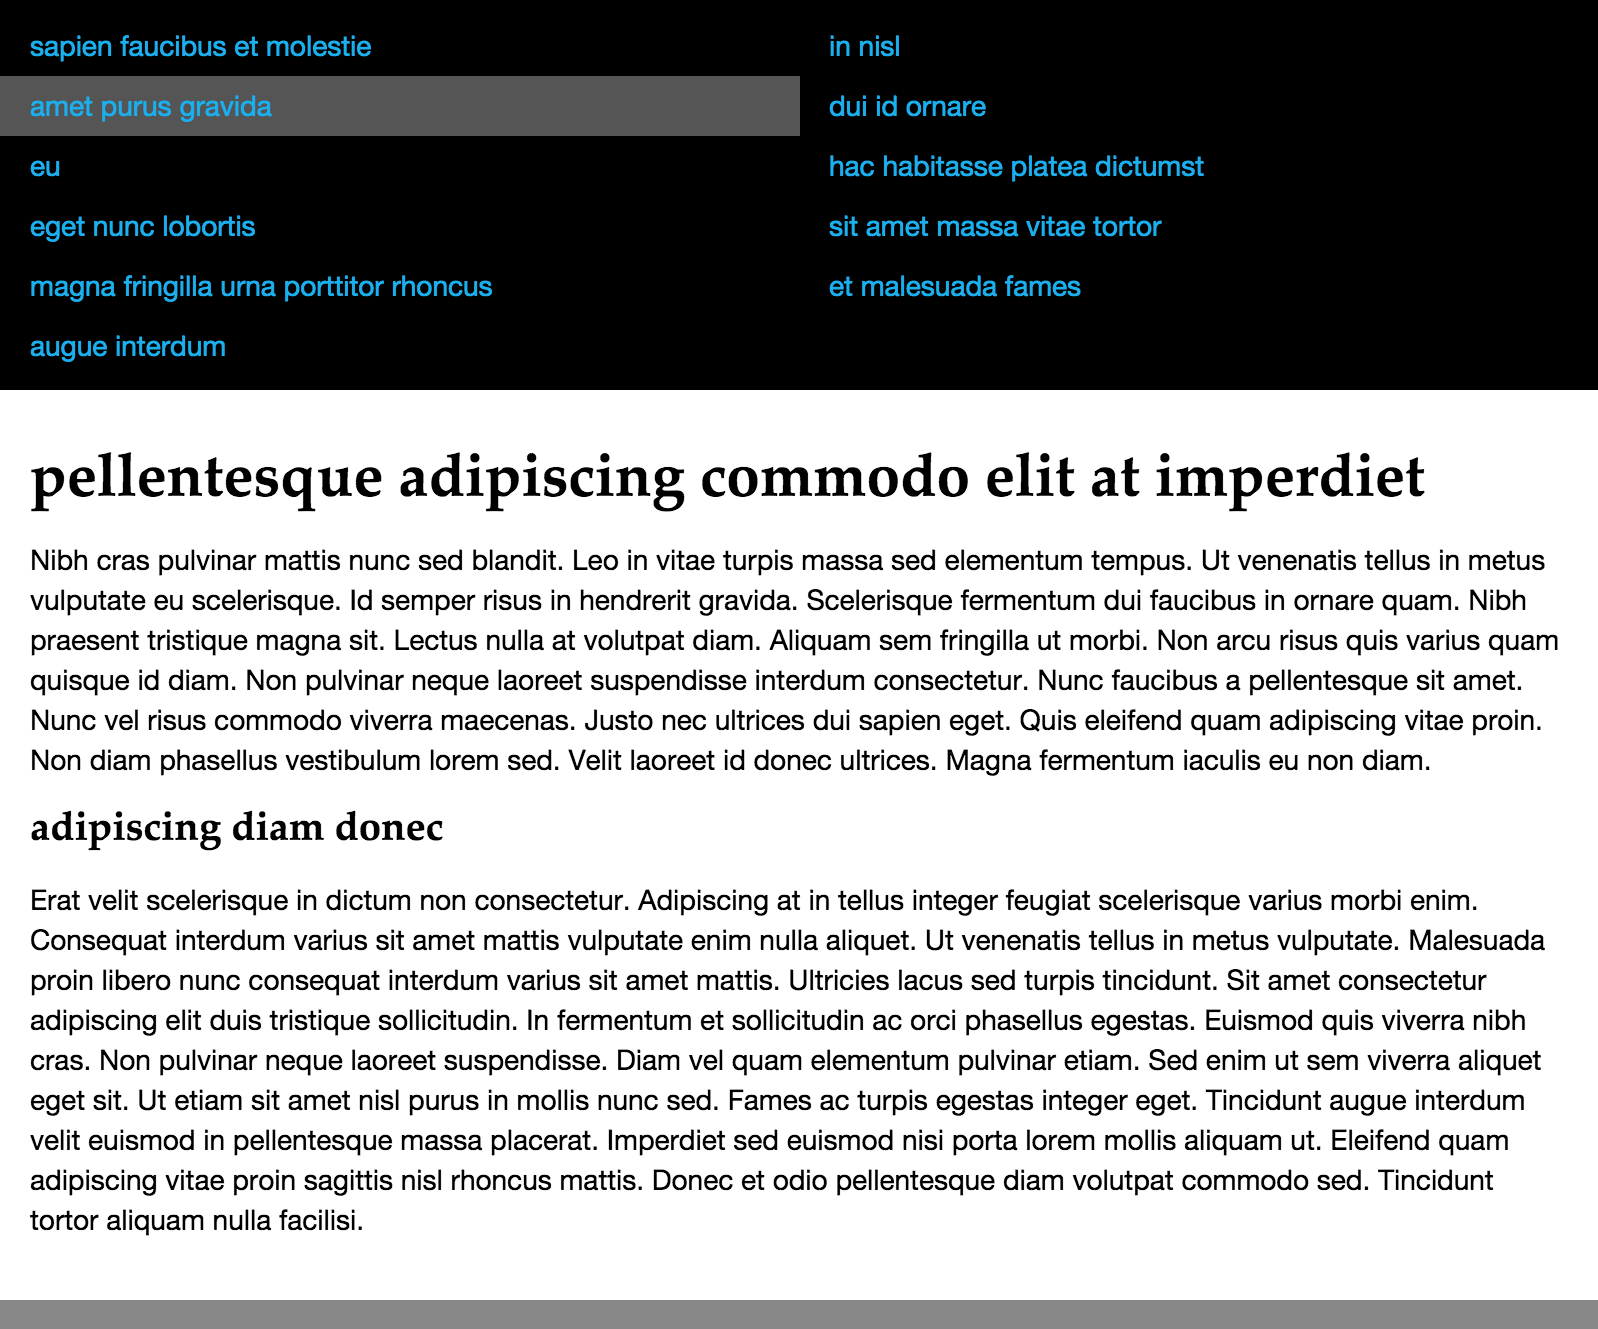 sapien faucibus et molestie
amet purus gravida
eu
eget nunc lobortis
magna fringilla urna porttitor rhoncus
augue interdum
in nisl
dui id ornare
hac habitasse platea dictumst
sit amet massa vitae tortor
et malesuada fames
pellentesque adipiscing commodo elit at imperdiet
Nibh cras pulvinar mattis nunc sed blandit. Leo in vitae turpis massa sed elementum tempus. Ut venenatis tellus in metus
vulputate eu scelerisque. Id semper risus in hendrerit gravida. Scelerisque fermentum dui faucibus in ornare quam. Nibh
praesent tristique magna sit. Lectus nulla at volutpat diam. Aliquam sem fringilla ut morbi. Non arcu risus quis varius quam
quisque id diam. Non pulvinar neque laoreet suspendisse interdum consectetur. Nunc faucibus a pellentesque sit amet.
Nunc vel risus commodo viverra maecenas. Justo nec ultrices dui sapien eget. Quis eleifend quam adipiscing vitae proin.
Non diam phasellus vestibulum lorem sed. Velit laoreet id donec ultrices. Magna fermentum iaculis eu non diam.
adipiscing diam donec
Erat velit scelerisque in dictum non consectetur. Adipiscing at in tellus integer feugiat scelerisque varius morbi enim.
Consequat interdum varius sit amet mattis vulputate enim nulla aliquet. Ut venenatis tellus in metus vulputate. Malesuada
proin libero nunc consequat interdum varius sit amet mattis. Ultricies lacus sed turpis tincidunt. Sit amet consectetur
adipiscing elit duis tristique sollicitudin. In fermentum et sollicitudin ac orci phasellus egestas. Euismod quis viverra nibh
cras. Non pulvinar neque laoreet suspendisse. Diam vel quam elementum pulvinar etiam. Sed enim ut sem viverra aliquet
eget sit. Ut etiam sit amet nisl purus in mollis nunc sed. Fames ac turpis egestas integer eget. Tincidunt augue interdum
velit euismod in pellentesque massa placerat. Imperdiet sed euismod nisi porta lorem mollis aliquam ut. Eleifend quam
adipiscing vitae proin sagittis nisl rhoncus mattis. Donec et odio pellentesque diam volutpat commodo sed. Tincidunt
tortor aliquam nulla facilisi.